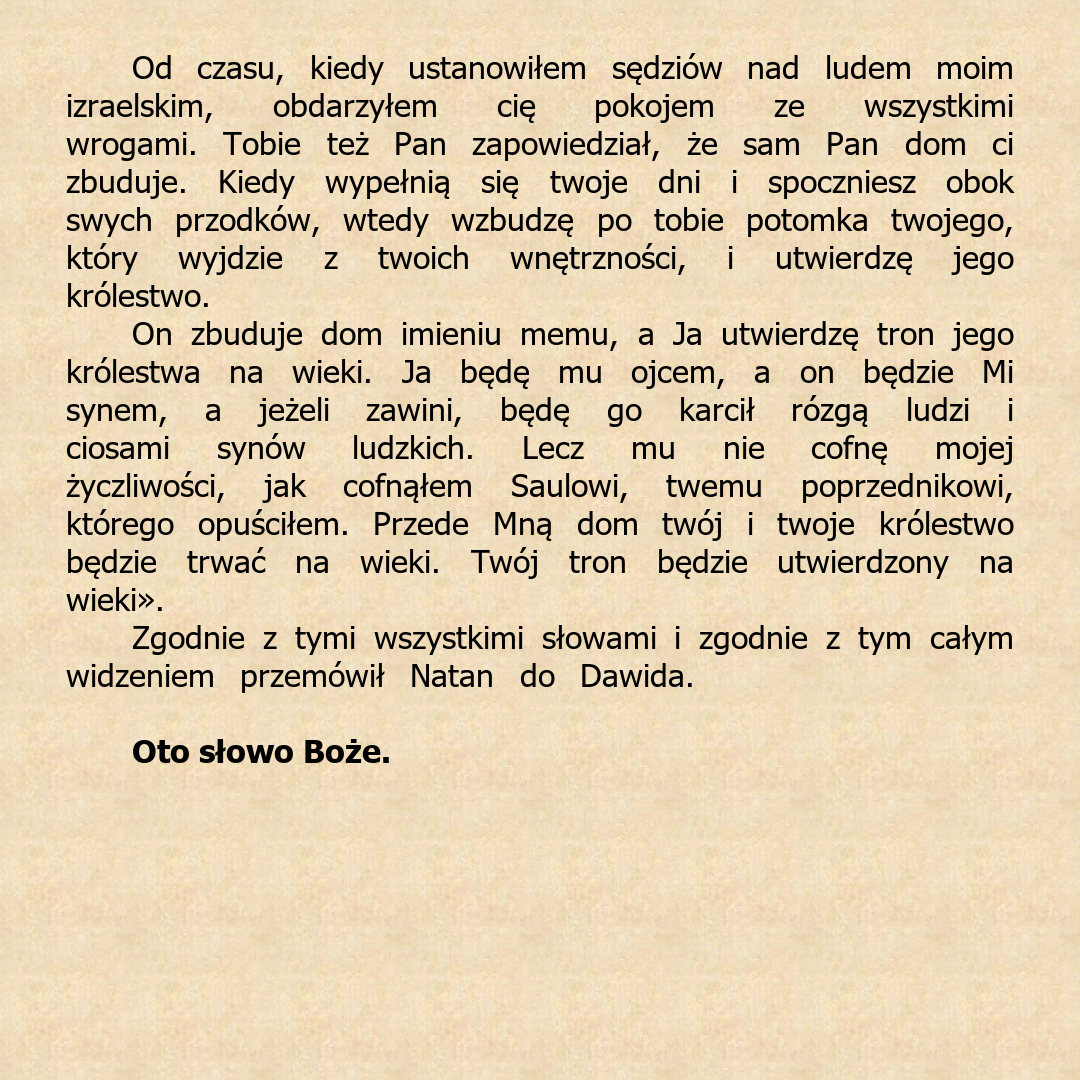 Od czasu, kiedy ustanowiłem sędziów nad ludem moim
izraelskim, obdarzyłem cię pokojem ze wszystkimi
wrogami. Tobie też Pan zapowiedział, że sam Pan dom ci
zbuduje. Kiedy wypełnią się twoje dni i spoczniesz obok
swych przodków, wtedy wzbudzę po tobie potomka twojego,
który wyjdzie z twoich wnętrzności, i utwierdzę jego
królestwo.
On zbuduje dom imieniu memu, a Ja utwierdzę tron jego
królestwa na wieki. Ja będę mu ojcem, a on będzie Mi
synem, a jeżeli zawini, będę go karcił rózgą ludzi i
ciosami synów ludzkich. Lecz mu nie cofnę mojej
życzliwości, jak cofnąłem Saulowi, twemu poprzednikowi,
którego opuściłem. Przede Mną dom twój i twoje królestwo
będzie trwać na wieki. Twój tron będzie utwierdzony na
wieki».
Zgodnie z tymi wszystkimi słowami i zgodnie z tym całym
widzeniem przemówił Natan do Dawida.
Oto słowo Boże.